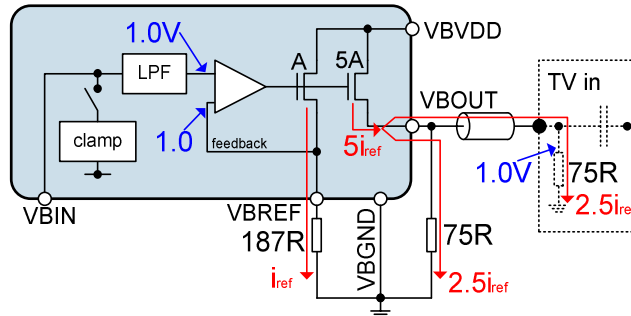 VBVDD
1.0V
A
5A
TV in
LPF
VBOUT
clamp
1.0
feedback
5iref
1.0V
75R
VBIN
VBREF
VBGND
2.5iref
187R
75R
iref
2.5iref